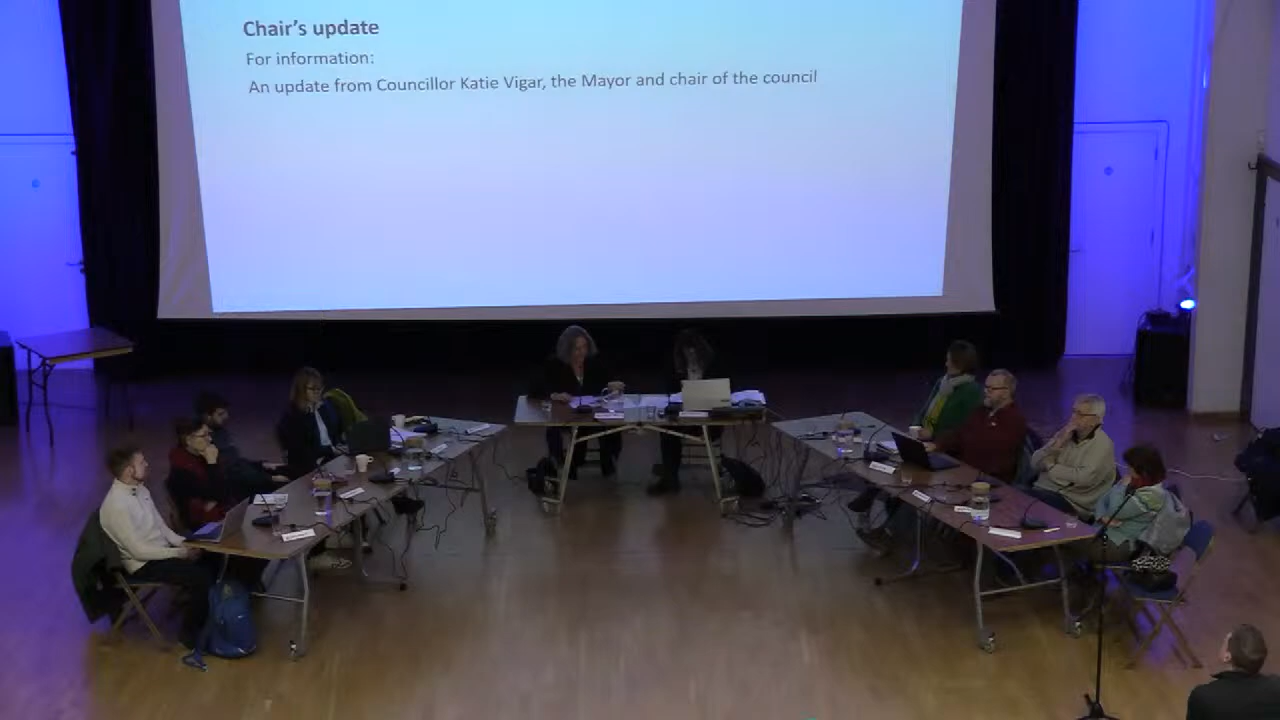 Chair's update
For information:
An update from Councillor Katie Vigar, the Mayor and chair of the council